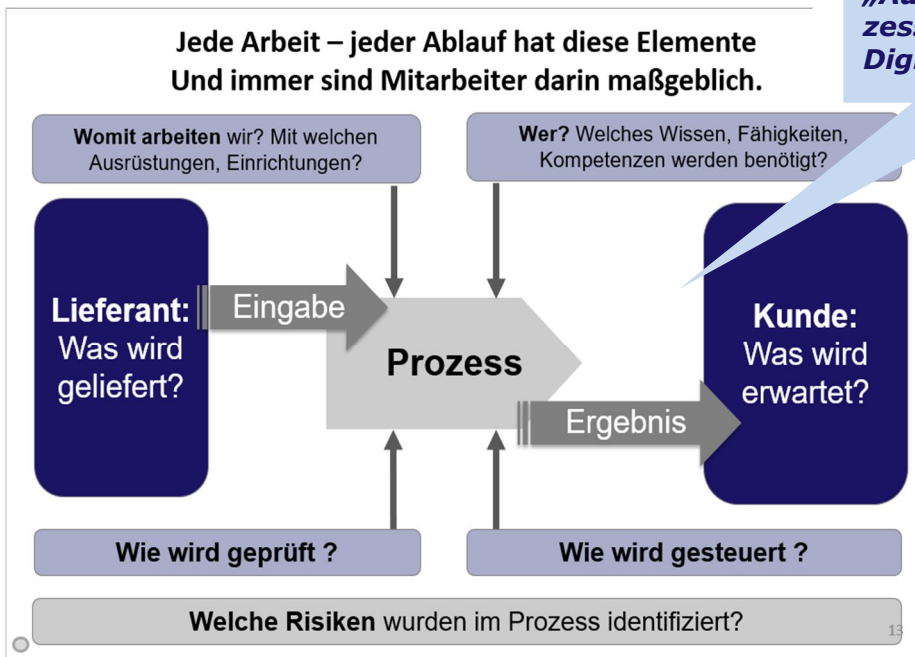 Jede Arbeit – jeder Ablauf hat diese Elemente
Und immer sind Mitarbeiter darin maßgeblich.
Womit arbeiten wir? Mit welchen
Ausrüstungen, Einrichtungen?
Wer? Welches Wissen, Fähigkeiten,
Kompetenzen werden benötigt?
Lieferant:
Was wird
geliefert?
Eingabe
Prozess
Ergebnis
Kunde:
Was wird
erwartet?
Wie wird geprüft ?
Wie wird gesteuert ?
Welche Risiken wurden im Prozess identifiziert?
13